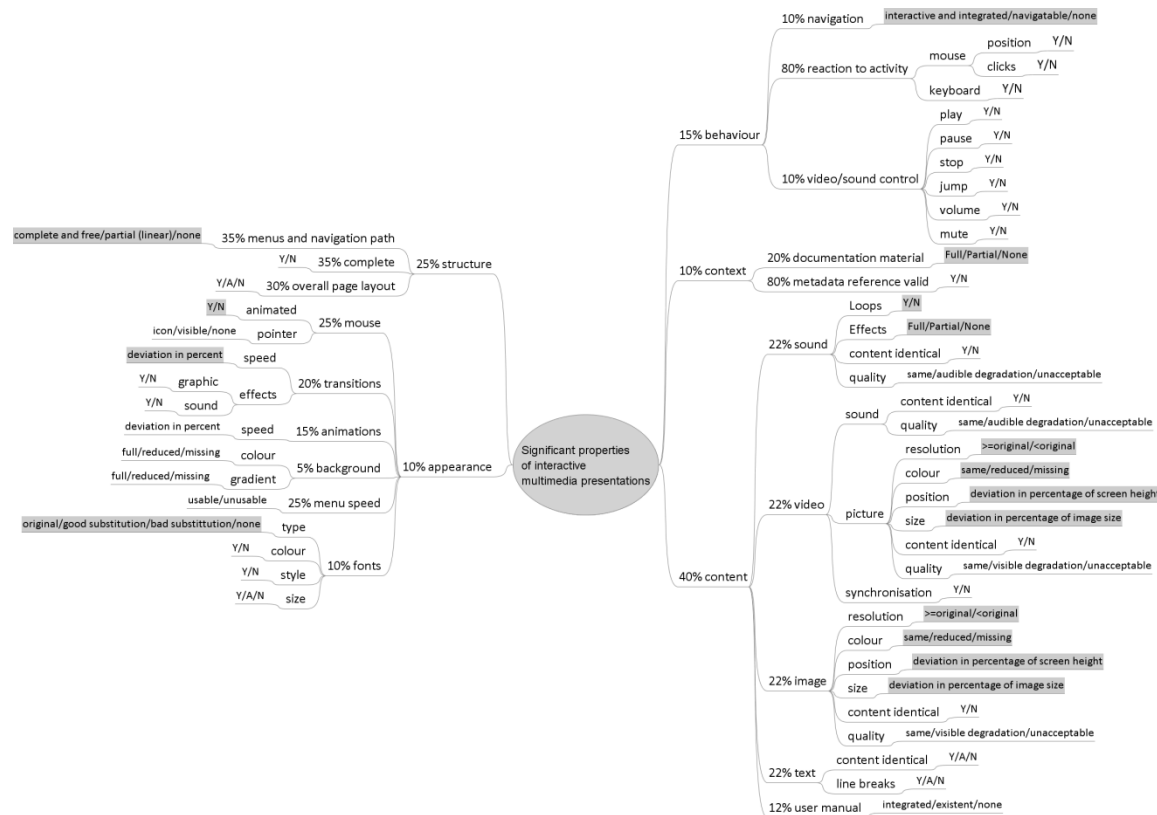 Significant properties
of interactive
multimedia presentations
15% behaviour
10% navigation
interactive and integrated/navigatable/none
80% reaction to activity
mouse
position
Y/N
clicks
Y/N
keyboard
Y/N
10% video/sound control
play
Y/N
pause
Y/N
stop
Y/N
jump
Y/N
volume
Y/N
mute
Y/N
10% context
20% documentation material
Full/Partial/None
80% metadata reference valid
Y/N
40% content
22% sound
Loops
Y/N
Effects
Full/Partial/None
content identical
Y/N
quality
same/audible degradation/unacceptable
22% video
sound
content identical
Y/N
quality
same/audible degradation/unacceptable
picture
resolution
>=original/<original
colour
same/reduced/missing
position
deviation in percentage of screen height
size
deviation in percentage of image size
content identical
Y/N
quality
same/visible degradation/unacceptable
synchronisation
Y/N
22% image
resolution
>=original/<original
colour
same/reduced/missing
position
deviation in percentage of screen height
size
deviation in percentage of image size
content identical
Y/N
quality
same/visible degradation/unacceptable
22% text
content identical
Y/A/N
line breaks
Y/A/N
12% user manual
integrated/existent/none
25% structure
35% menus and navigation path
complete and free/partial (linear)/none
35% complete
Y/N
30% overall page layout
Y/A/N
10% appearance
25% mouse
animated
Y/N
pointer
icon/visible/none
20% transitions
speed
deviation in percent
effects
graphic
Y/N
sound
Y/N
15% animations
speed
deviation in percent
5% background
colour
full/reduced/missing
gradient
full/reduced/missing
25% menu speed
usable/unusable
10% fonts
type
original/good substitution/bad substittution/none
colour
Y/N
style
Y/N
size
Y/A/N